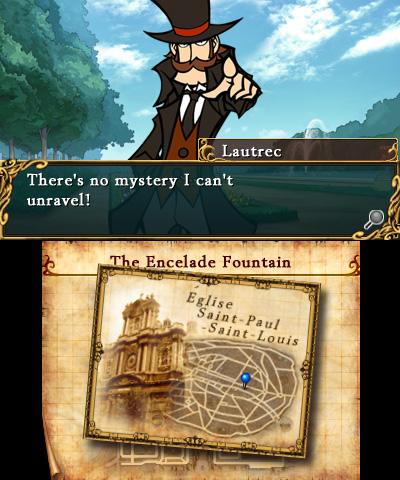 Lautrec
There's no mystery I can't
unravel!
The Encelade Fountain
Église
Saint-Paul
-Saint-Louis